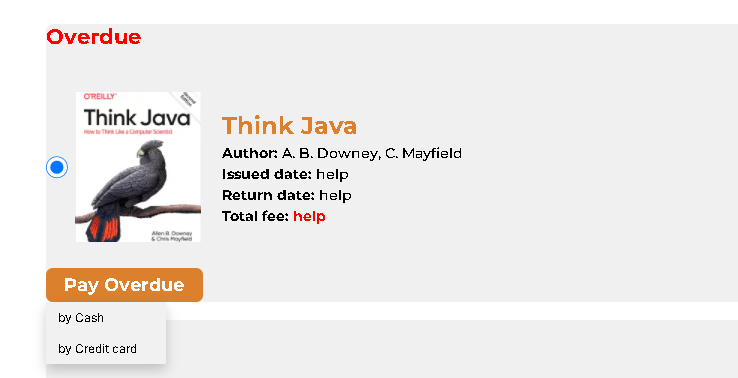 Overdue
O'REILLY
Think Java
How to Think Like a Computer Scientist
Allen B. Downey
& Chris Mayfield
Think Java
Author: A. B. Downey, C. Mayfield
Issued date: help
Return date: help
Total fee: help
Pay Overdue
by Cash
by Credit card